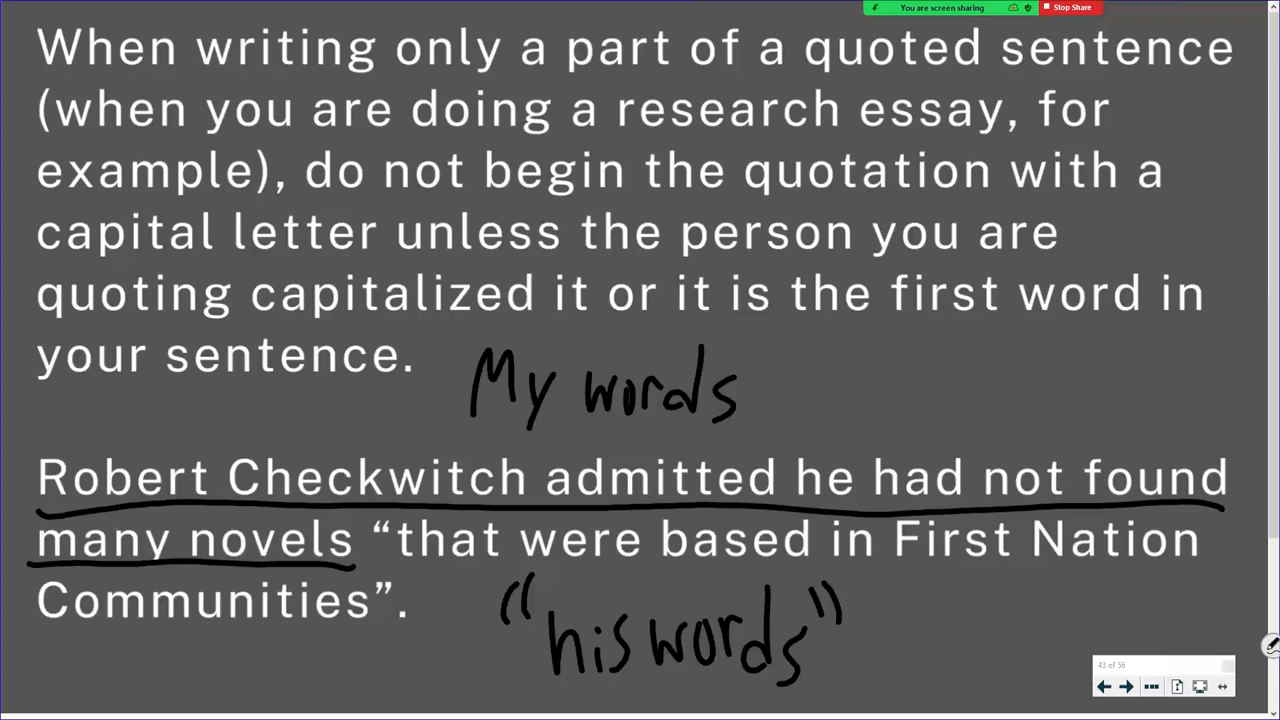 You are screen sharing Stop Share
When writing only a part of a quoted sentence
(when you are doing a research essay, for
example), do not begin the quotation with a
capital letter unless the person you are
quoting capitalized it or it is the first word in
your sentence.
My words
Robert Checkwitch admitted he had not found
many novels “that were based in First Nation
Communities”.
"his words"
43 of 56